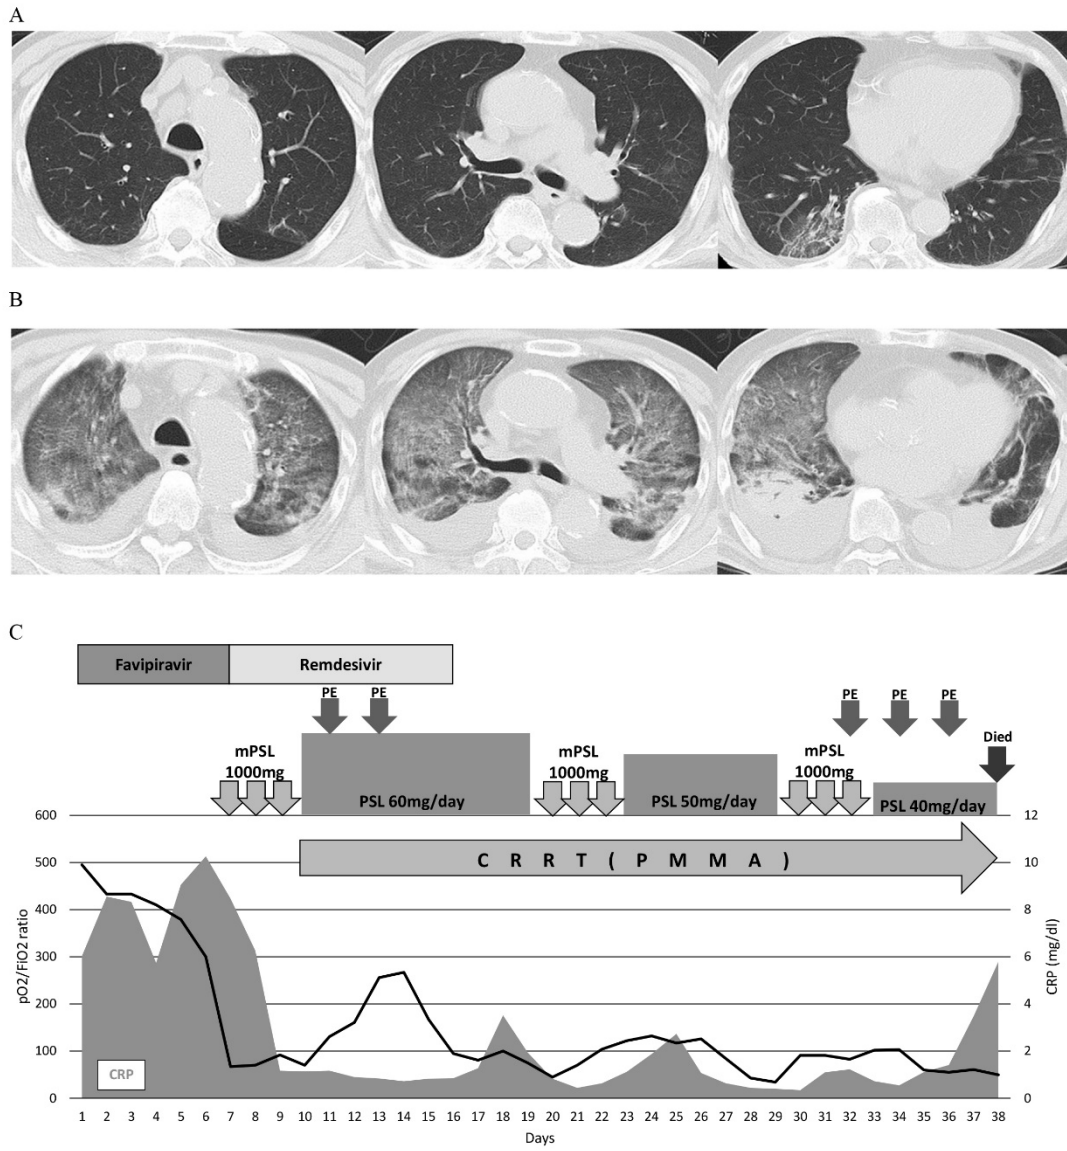 A
B
C
Favipiravir Remdesivir
PE PE PE PE PE
Died
mPSL
1000mg
mPSL
1000mg
mPSL
1000mg
PSL 60mg/day PSL 50mg/day PSL 40mg/day
CRRT(PMMA)
600 12
500 10
400 8
300 6
200 4
100 2
0 0
pO2/FiO2 ratio
CRP (mg/dl)
CRP
1 2 3 4 5 6 7 8 9 10 11 12 13 14 15 16 17 18 19 20 21 22 23 24 25 26 27 28 29 30 31 32 33 34 35 36 37 38
Days